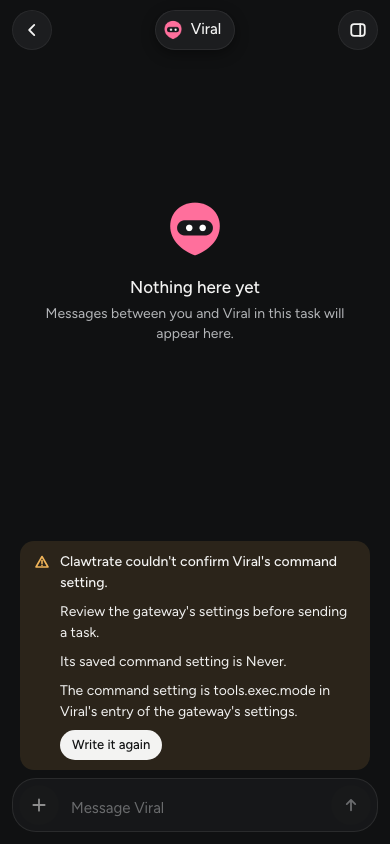 Viral
Nothing here yet
Messages between you and Viral in this task will
appear here.
Clawtrate couldn't confirm Viral's command
setting.
Review the gateway's settings before sending
a task.
Its saved command setting is Never.
The command setting is tools.exec.mode in
Viral's entry of the gateway's settings.
Write it again
Message Viral